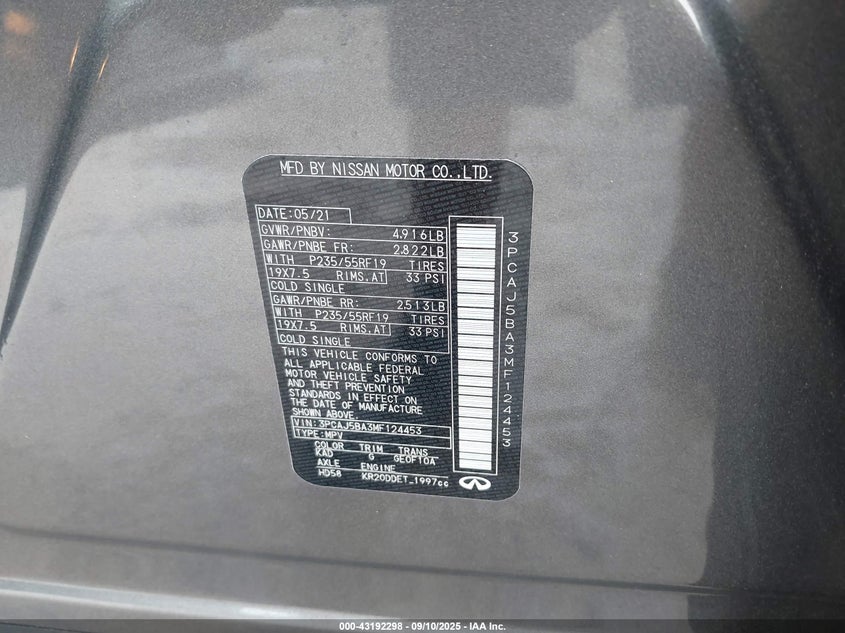 MFD BY NISSAN MOTOR CO.,LTD.
DATE:05/21
GVWR/PNBV: 4,916LB
GAWR/PNBE FR: 2,822LB
WITH P235/55RF19 TIRES
19X7.5 RIMS,AT 33 PSI
COLD SINGLE
GAWR/PNBE RR: 2,513LB
WITH P235/55RF19 TIRES
19X7.5 RIMS,AT 33 PSI
COLD SINGLE
THIS VEHICLE CONFORMS TO
ALL APPLICABLE FEDERAL
MOTOR VEHICLE SAFETY
AND THEFT PREVENTION
STANDARDS IN EFFECT ON
THE DATE OF MANUFACTURE
SHOWN ABOVE.
VIN:3PCAJ5BA3MF124453
TYPE:MPV
COLOR TRIM TRANS
KAD G GE0F10A
AXLE ENGINE
HD58 KR20DDET_1997cc
3PCAJ5BA3MF124453
000-43192298 - 09/10/2025 - IAA Inc.